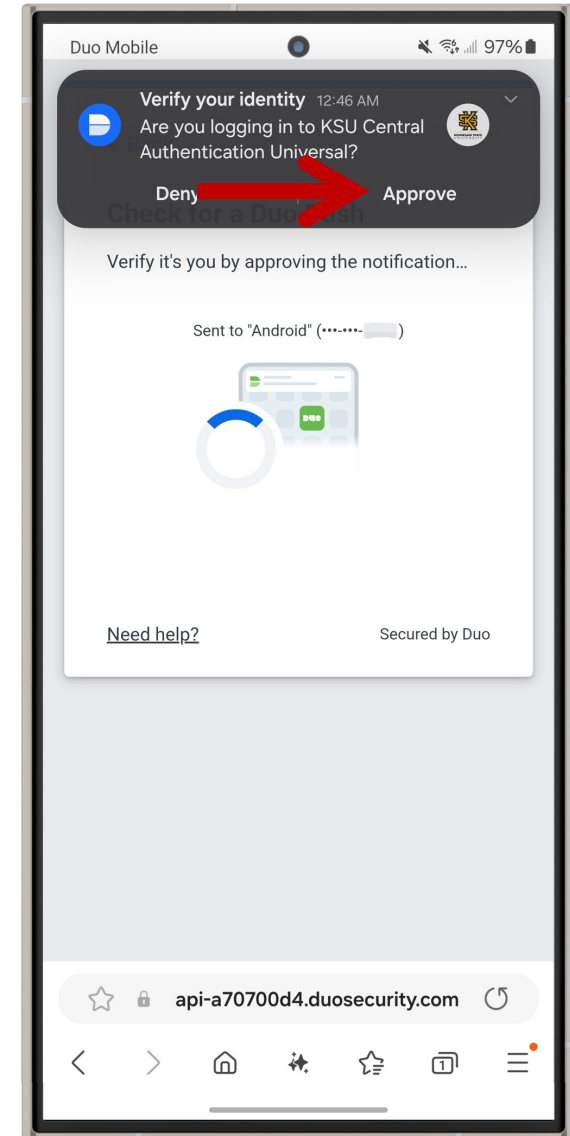 Duo Mobile 97%
Verify your identity 12:46 AM
Are you logging in to KSU Central
Authentication Universal?
Deny Approve
Check for a Duo Push
Verify it's you by approving the notification...
Sent to "Android" (•••-•••- )
DUO
Need help? Secured by Duo
api-a70700d4.duosecurity.com
1